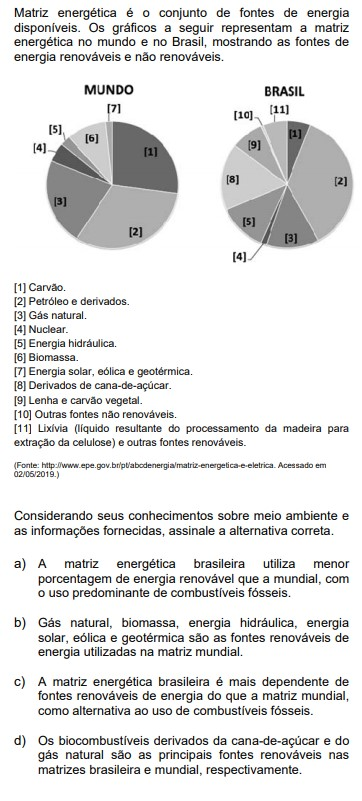 Matriz energética é o conjunto de fontes de energia
disponíveis. Os gráficos a seguir representam a matriz
energética no mundo e no Brasil, mostrando as fontes de
energia renováveis e não renováveis.
MUNDO
[7]
[5]
[6]
[4]
[1]
[3]
[2]
BRASIL
[11]
[10]
[1]
[9]
[8]
[2]
[5]
[3]
[4]
[1] Carvão.
[2] Petróleo e derivados.
[3] Gás natural.
[4] Nuclear.
[5] Energia hidráulica.
[6] Biomassa.
[7] Energia solar, eólica e geotérmica.
[8] Derivados de cana-de-açúcar.
[9] Lenha e carvão vegetal.
[10] Outras fontes não renováveis.
[11] Lixívia (líquido resultante do processamento da madeira para
extração da celulose) e outras fontes renováveis.
(Fonte: http://www.epe.gov.br/pt/abcdenergia/matriz-energetica-e-eletrica. Acessado em
02/05/2019.)
Considerando seus conhecimentos sobre meio ambiente e
as informações fornecidas, assinale a alternativa correta.
a) A matriz energética brasileira utiliza menor
porcentagem de energia renovável que a mundial, com
o uso predominante de combustíveis fósseis.
b) Gás natural, biomassa, energia hidráulica, energia
solar, eólica e geotérmica são as fontes renováveis de
energia utilizadas na matriz mundial.
c) A matriz energética brasileira é mais dependente de
fontes renováveis de energia do que a matriz mundial,
como alternativa ao uso de combustíveis fósseis.
d) Os biocombustíveis derivados da cana-de-açúcar e do
gás natural são as principais fontes renováveis nas
matrizes brasileira e mundial, respectivamente.